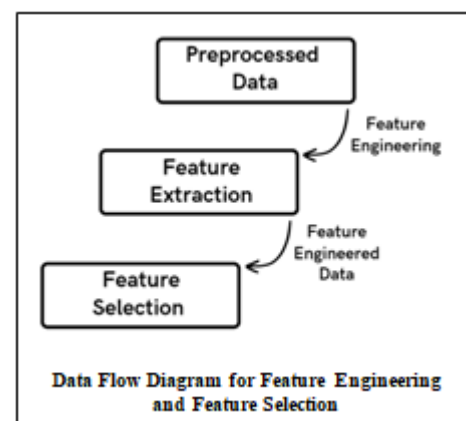 Preprocessed
Data
Feature
Engineering
Feature
Extraction
Feature
Engineered
Data
Feature
Selection
Data Flow Diagram for Feature Engineering
and Feature Selection